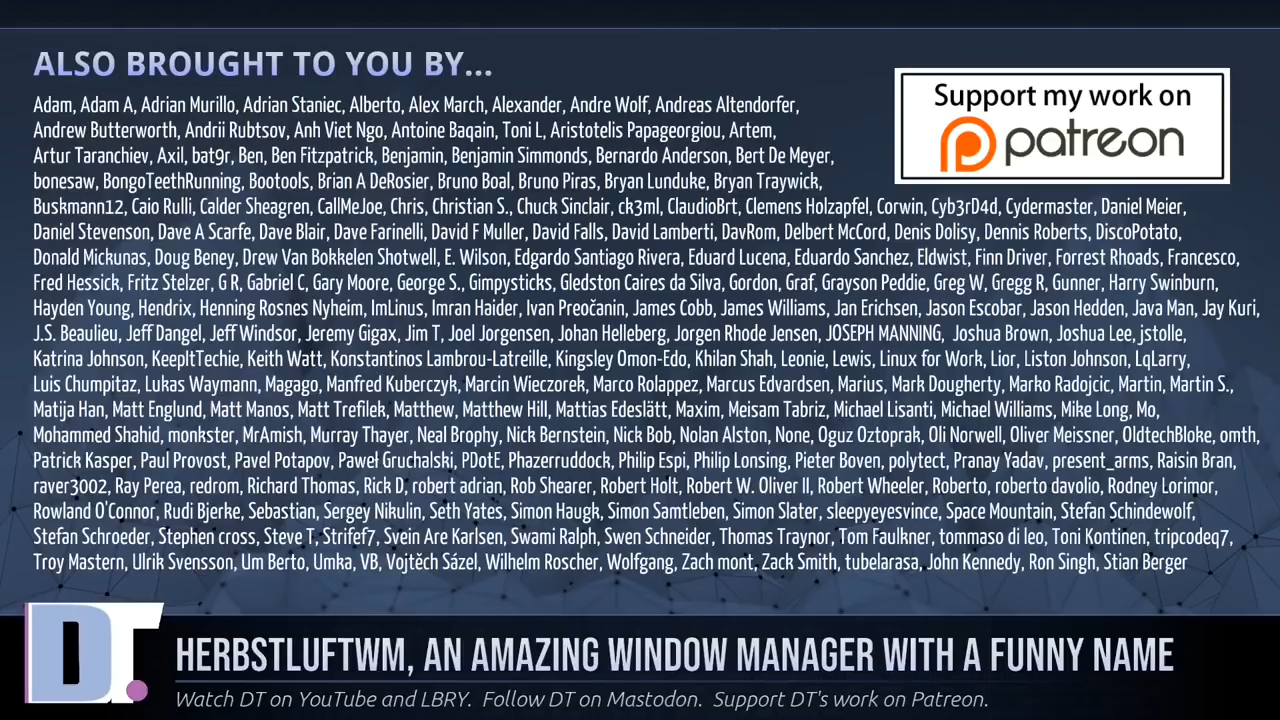 ALSO BROUGHT TO YOU BY...
Adam, Adam A, Adrian Murillo, Adrian Staniec, Alberto, Alex March, Alexander, Andre Wolf, Andreas Altendorfer,
Andrew Butterworth, Andrii Rubtsov, Anh Viet Ngo, Antoine Baqain, Toni L, Aristotelis Papageorgiou, Artem,
Artur Taranchiev, Axil, bat9r, Ben, Ben Fitzpatrick, Benjamin, Benjamin Simmonds, Bernardo Anderson, Bert De Meyer,
bonesaw, BongoTeethRunning, Bootools, Brian A DeRosier, Bruno Boal, Bruno Piras, Bryan Lunduke, Bryan Traywick,
Support my work on
patreon
Buskmann12, Caio Rulli, Calder Sheagren, CallMeJoe, Chris, Christian S., Chuck Sinclair, ck3ml, ClaudioBrt, Clemens Holzapfel, Corwin, Cyb3rD4d, Cydermaster, Daniel Meier,
Daniel Stevenson, Dave A Scarfe, Dave Blair, Dave Farinelli, David F Muller, David Falls, David Lamberti, DavRom, Delbert McCord, Denis Dolisy, Dennis Roberts, DiscoPotato,
Donald Mickunas, Doug Beney, Drew Van Bokkelen Shotwell, E. Wilson, Edgardo Santiago Rivera, Eduard Lucena, Eduardo Sanchez, Eldwist, Finn Driver, Forrest Rhoads, Francesco,
Fred Hessick, Fritz Stelzer, G R, Gabriel C, Gary Moore, George S., Gimpysticks, Gledston Caires da Silva, Gordon, Graf, Grayson Peddie, Greg W, Gregg R, Gunner, Harry Swinburn,
Hayden Young, Hendrix, Henning Rosnes Nyheim, ImLinus, Imran Haider, Ivan Preočanin, James Cobb, James Williams, Jan Erichsen, Jason Escobar, Jason Hedden, Java Man, Jay Kuri,
J.S. Beaulieu, Jeff Dangel, Jeff Windsor, Jeremy Gigax, Jim T, Joel Jorgensen, Johan Helleberg, Jorgen Rhode Jensen, JOSEPH MANNING, Joshua Brown, Joshua Lee, jstolle,
Katrina Johnson, KeepItTechie, Keith Watt, Konstantinos Lambrou-Latreille, Kingsley Omon-Edo, Khilan Shah, Leonie, Lewis, Linux for Work, Lior, Liston Johnson, LqLarry,
Luis Chumpitaz, Lukas Waymann, Magago, Manfred Kuberczyk, Marcin Wieczorek, Marco Rolappez, Marcus Edvardsen, Marius, Mark Dougherty, Marko Radojcic, Martin, Martin S.,
Matija Han, Matt Englund, Matt Manos, Matt Trefilek, Matthew, Matthew Hill, Mattias Edeslätt, Maxim, Meisam Tabriz, Michael Lisanti, Michael Williams, Mike Long, Mo,
Mohammed Shahid, monkster, MrAmish, Murray Thayer, Neal Brophy, Nick Bernstein, Nick Bob, Nolan Alston, None, Oguz Oztoprak, Oli Norwell, Oliver Meissner, OldtechBloke, omth,
Patrick Kasper, Paul Provost, Pavel Potapov, Paweł Gruchalski, PDotE, Phazerruddock, Philip Espi, Philip Lonsing, Pieter Boven, polytect, Pranay Yadav, present_arms, Raisin Bran,
raver3002, Ray Perea, redrom, Richard Thomas, Rick D, robert adrian, Rob Shearer, Robert Holt, Robert W. Oliver II, Robert Wheeler, Roberto, roberto davolio, Rodney Lorimor,
Rowland O'Connor, Rudi Bjerke, Sebastian, Sergey Nikulin, Seth Yates, Simon Haugk, Simon Samtleben, Simon Slater, sleepyeyesvince, Space Mountain, Stefan Schindewolf,
Stefan Schroeder, Stephen cross, Steve T, Strifef7, Svein Are Karlsen, Swami Ralph, Swen Schneider, Thomas Traynor, Tom Faulkner, tommaso di leo, Toni Kontinen, tripcodeq7,
Troy Mastern, Ulrik Svensson, Um Berto, Umka, VB, Vojtěch Sázel, Wilhelm Roscher, Wolfgang, Zach mont, Zack Smith, tubelarasa, John Kennedy, Ron Singh, Stian Berger
DT.
HERBSTLUFTWM, AN AMAZING WINDOW MANAGER WITH A FUNNY NAME
Watch DT on YouTube and LBRY. Follow DT on Mastodon. Support DT's work on Patreon.